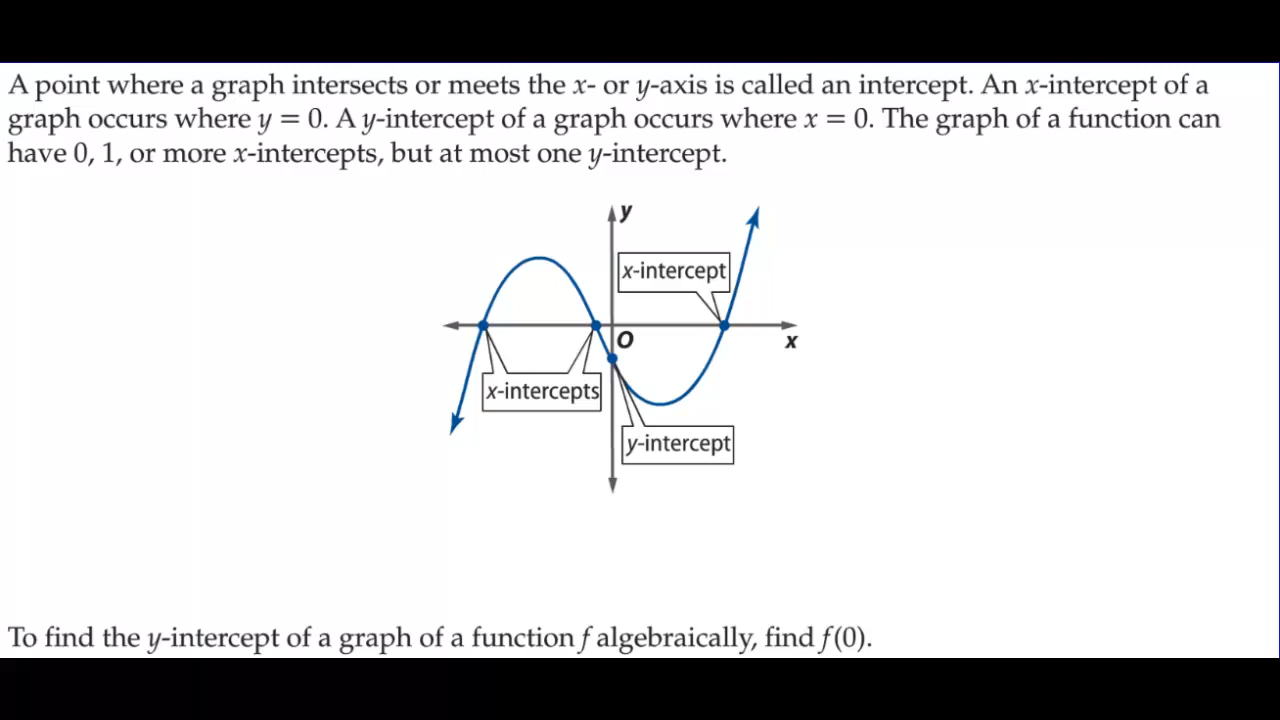 A point where a graph intersects or meets the x- or y-axis is called an intercept. An x-intercept of a
graph occurs where y = 0. A y-intercept of a graph occurs where x = 0. The graph of a function can
have 0, 1, or more x-intercepts, but at most one y-intercept.
y
x-intercept
O
x
x-intercepts
y-intercept
To find the y-intercept of a graph of a function f algebraically, find f(0).